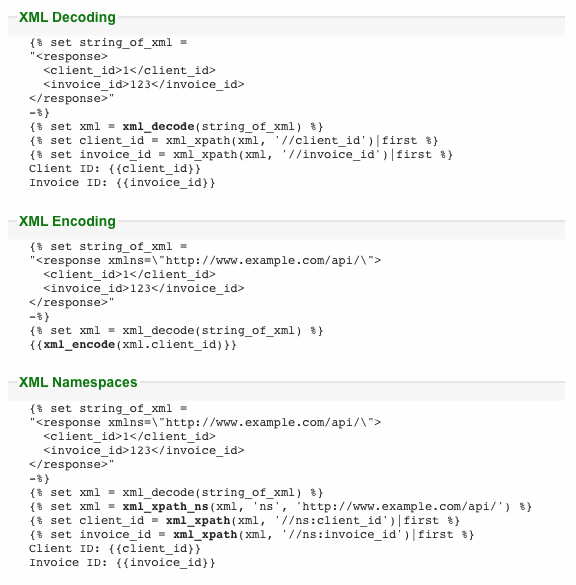 XML Decoding
{% set string_of_xml =
"<response>
  <client_id>1</client_id>
  <invoice_id>123</invoice_id>
</response>"
-%}
{% set xml = xml_decode(string_of_xml) %}
{% set client_id = xml_xpath(xml, '//client_id')|first %}
{% set invoice_id = xml_xpath(xml, '//invoice_id')|first %}
Client ID: {{client_id}}
Invoice ID: {{invoice_id}}
XML Encoding
{% set string_of_xml =
"<response xmlns=\"http://www.example.com/api/\">
  <client_id>1</client_id>
  <invoice_id>123</invoice_id>
</response>"
-%}
{% set xml = xml_decode(string_of_xml) %}
{{xml_encode(xml.client_id)}}
XML Namespaces
{% set string_of_xml =
"<response xmlns=\"http://www.example.com/api/\">
  <client_id>1</client_id>
  <invoice_id>123</invoice_id>
</response>"
-%}
{% set xml = xml_decode(string_of_xml) %}
{% set xml = xml_xpath_ns(xml, 'ns', 'http://www.example.com/api/') %}
{% set client_id = xml_xpath(xml, '//ns:client_id')|first %}
{% set invoice_id = xml_xpath(xml, '//ns:invoice_id')|first %}
Client ID: {{client_id}}
Invoice ID: {{invoice_id}}